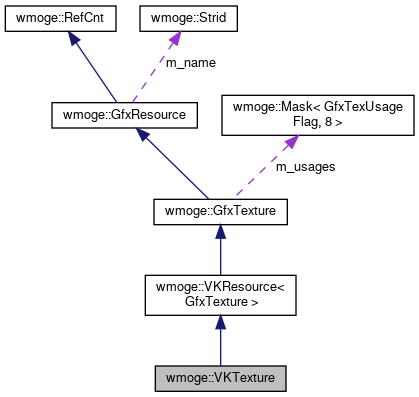 wmoge::RefCnt
wmoge::Strid
m_name
wmoge::GfxResource
wmoge::Mask< GfxTexUsage
Flag, 8 >
m_usages
wmoge::GfxTexture
wmoge::VKResource<
GfxTexture >
wmoge::VKTexture